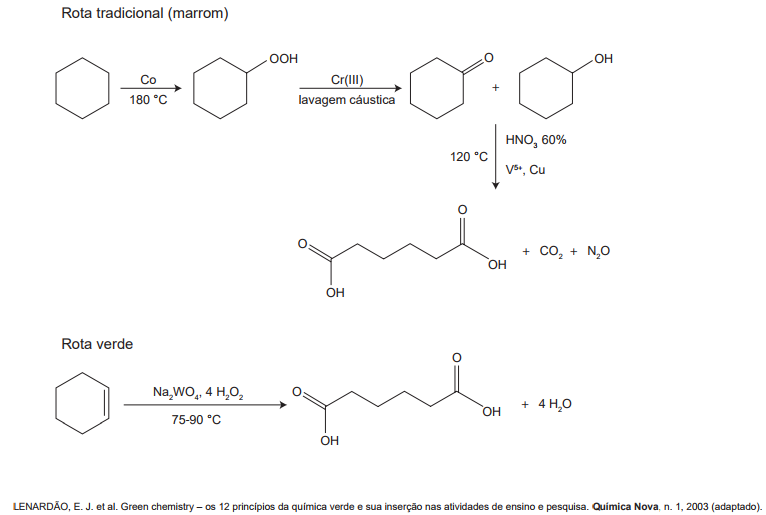 Rota tradicional (marrom)
Co
180 °C
OOH
Cr(III)
lavagem cáustica
O
+
OH
120 °C
HNO₃ 60%
V⁵⁺, Cu
O
OH
O
OH
+ CO₂ + N₂O
Rota verde
Na₂WO₄, 4 H₂O₂
75-90 °C
O
OH
O
OH
+ 4 H₂O
LENARDÃO, E. J. et al. Green chemistry – os 12 princípios da química verde e sua inserção nas atividades de ensino e pesquisa. Química Nova. n. 1, 2003 (adaptado).